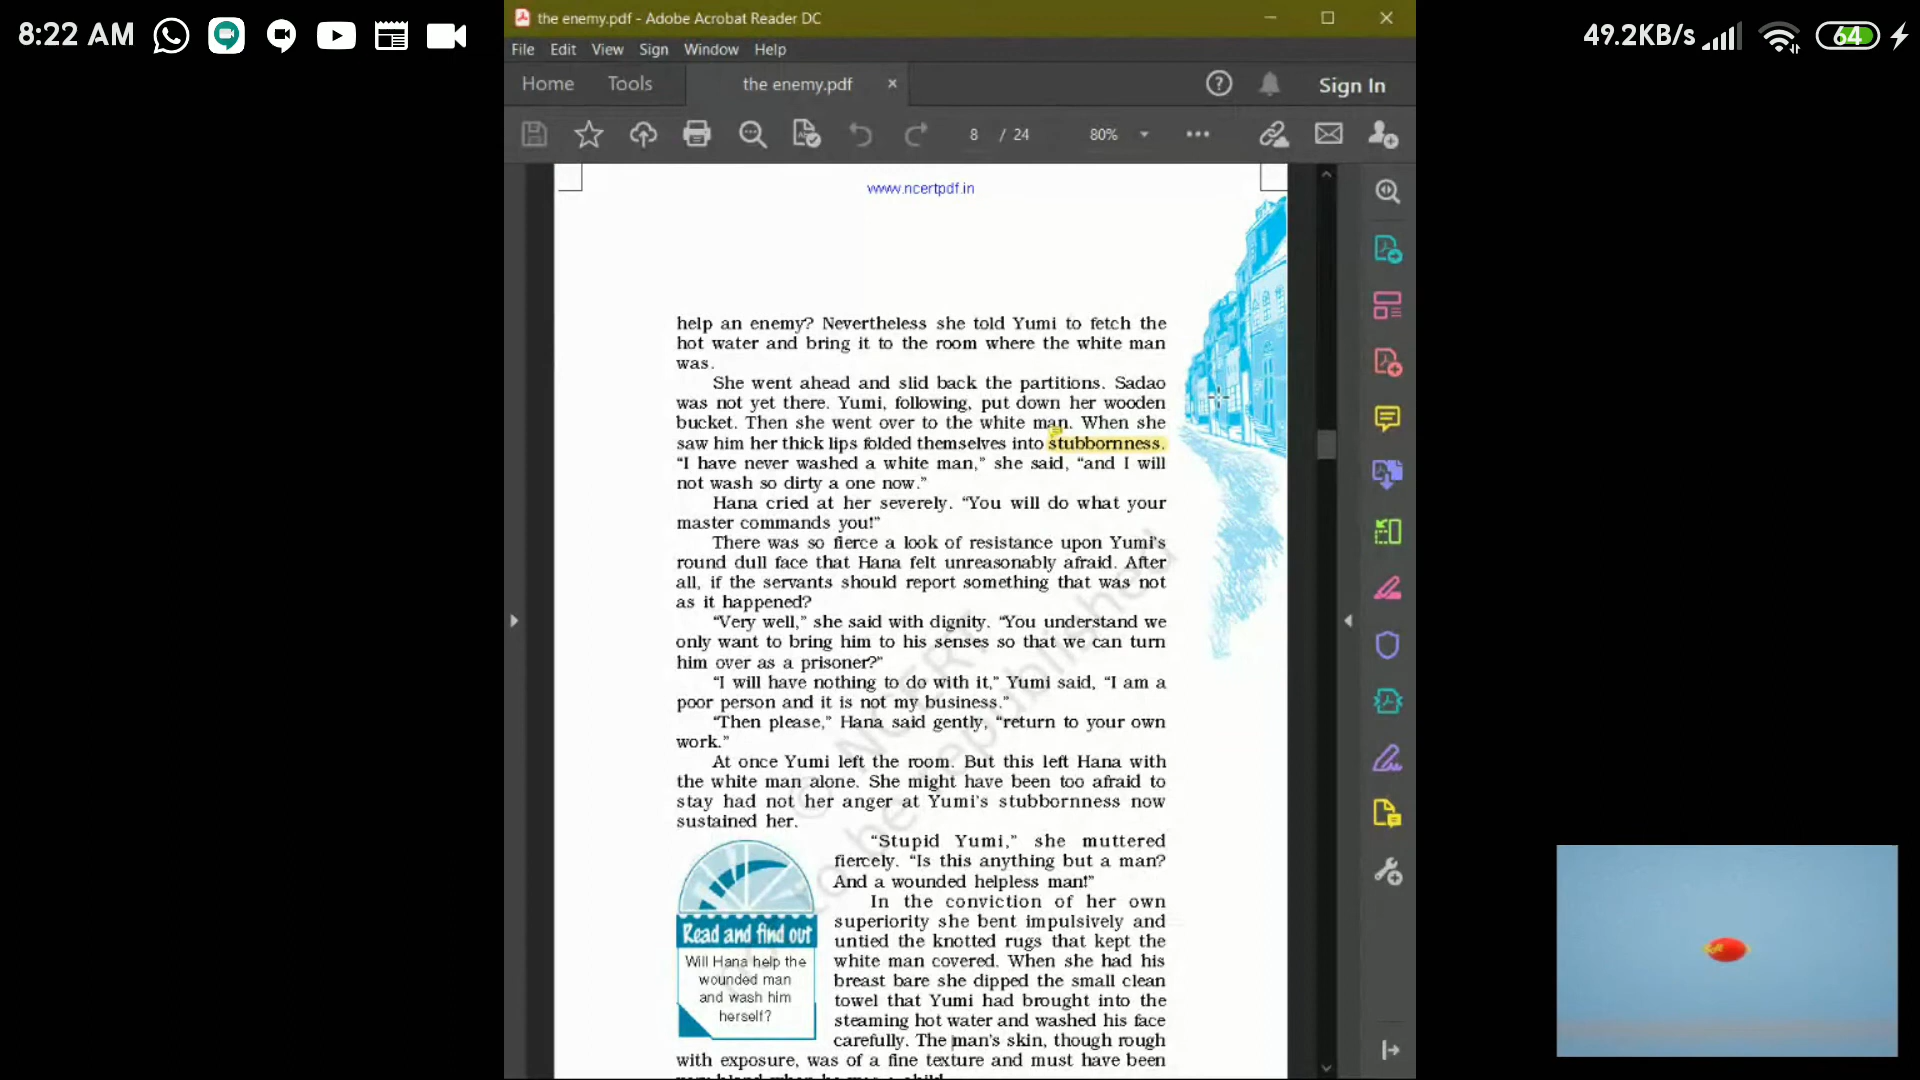 8:22 AM
49.2KB/s
64
the enemy.pdf - Adobe Acrobat Reader DC
File Edit View Sign Window Help
Home Tools the enemy.pdf Sign In
8 / 24 80%
www.ncertpdf.in
help an enemy? Nevertheless she told Yumi to fetch the
hot water and bring it to the room where the white man
was.
She went ahead and slid back the partitions. Sadao
was not yet there. Yumi, following, put down her wooden
bucket. Then she went over to the white man. When she
saw him her thick lips folded themselves into stubbornness.
“I have never washed a white man,” she said, “and I will
not wash so dirty a one now.”
Hana cried at her severely. “You will do what your
master commands you!”
There was so fierce a look of resistance upon Yumi’s
round dull face that Hana felt unreasonably afraid. After
all, if the servants should report something that was not
as it happened?
“Very well,” she said with dignity. “You understand we
only want to bring him to his senses so that we can turn
him over as a prisoner?”
“I will have nothing to do with it,” Yumi said, “I am a
poor person and it is not my business.”
“Then please,” Hana said gently, “return to your own
work.”
At once Yumi left the room. But this left Hana with
the white man alone. She might have been too afraid to
stay had not her anger at Yumi’s stubbornness now
sustained her.
“Stupid Yumi,” she muttered
fiercely. “Is this anything but a man?
And a wounded helpless man!”
In the conviction of her own
superiority she bent impulsively and
untied the knotted rugs that kept the
white man covered. When she had his
breast bare she dipped the small clean
towel that Yumi had brought into the
steaming hot water and washed his face
carefully. The man’s skin, though rough
with exposure, was of a fine texture and must have been
Read and find out
Will Hana help the
wounded man
and wash him
herself?
© NCERT
not to be republished